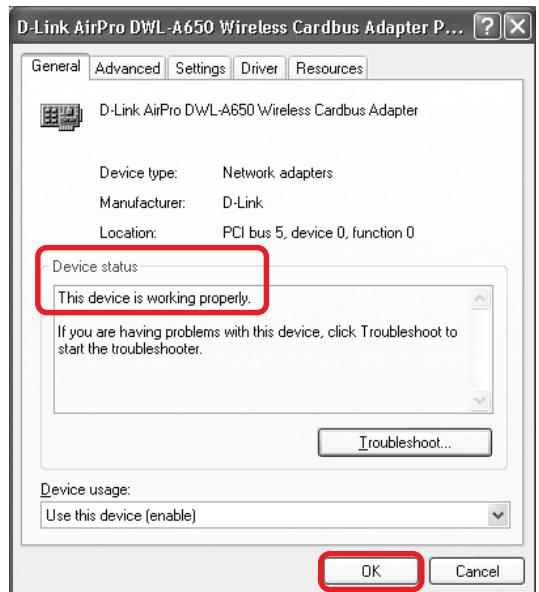 D-Link AirPro DWL-A650 Wireless Cardbus Adapter P...
General Advanced Settings Driver Resources
D-Link AirPro DWL-A650 Wireless Cardbus Adapter
Device type: Network adapters
Manufacturer: D-Link
Location: PCI bus 5, device 0, function 0
Device status
This device is working properly.
If you are having problems with this device, click Troubleshoot to
start the troubleshooter.
Troubleshoot...
Device usage:
Use this device (enable)
OK Cancel